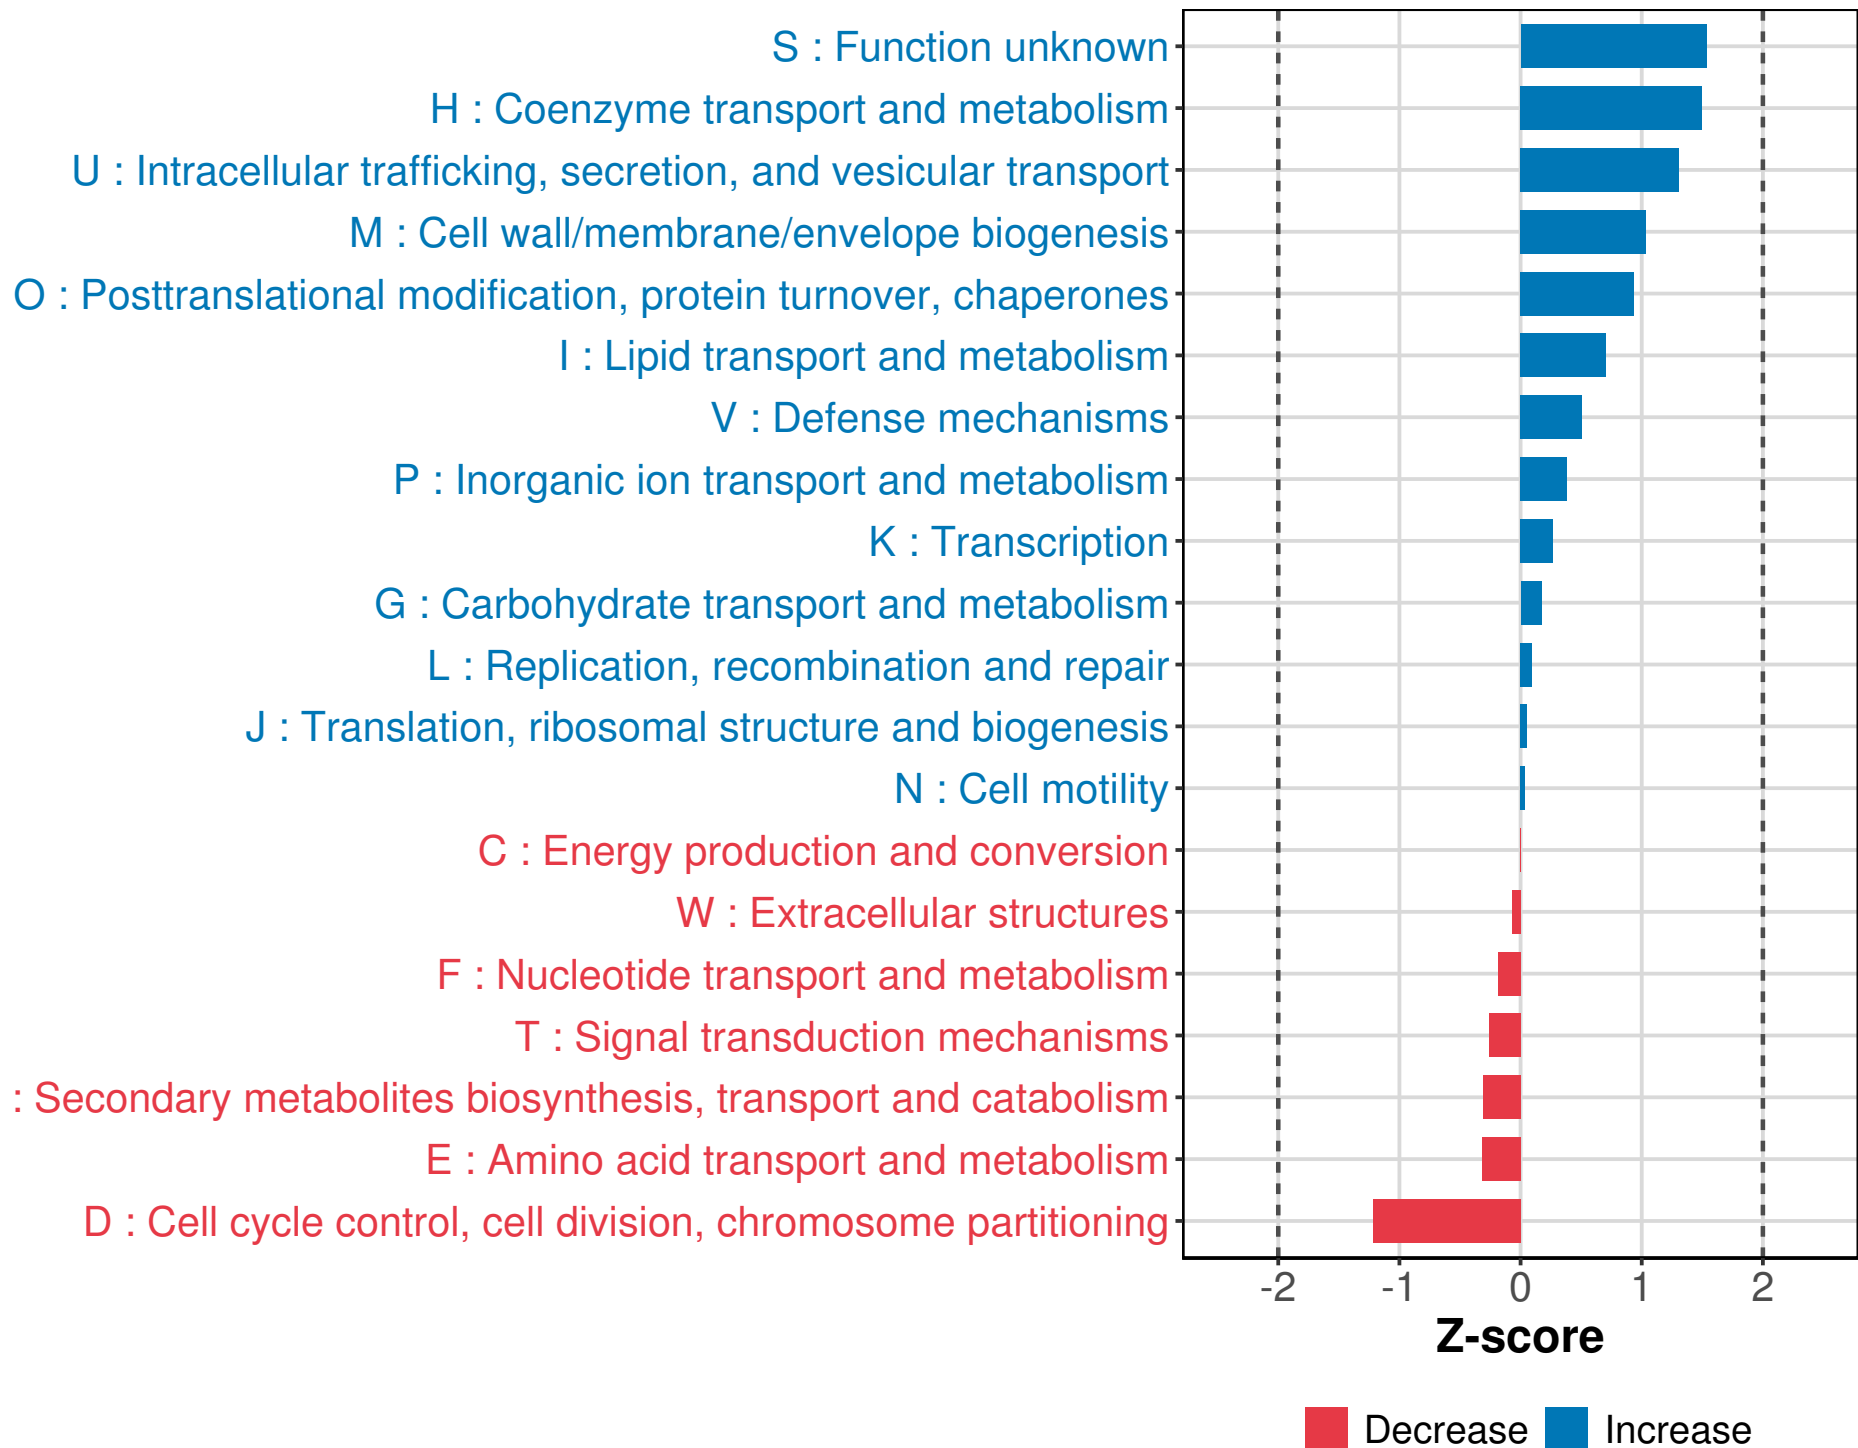 S : Function unknown
H : Coenzyme transport and metabolism
U : Intracellular trafficking, secretion, and vesicular transport
M : Cell wall/membrane/envelope biogenesis
O : Posttranslational modification, protein turnover, chaperones
I : Lipid transport and metabolism
V : Defense mechanisms
P : Inorganic ion transport and metabolism
K : Transcription
G : Carbohydrate transport and metabolism
L : Replication, recombination and repair
J : Translation, ribosomal structure and biogenesis
N : Cell motility
C : Energy production and conversion
W : Extracellular structures
F : Nucleotide transport and metabolism
T : Signal transduction mechanisms
: Secondary metabolites biosynthesis, transport and catabolism
E : Amino acid transport and metabolism
D : Cell cycle control, cell division, chromosome partitioning
-2 -1 0 1 2
Z-score
Decrease Increase